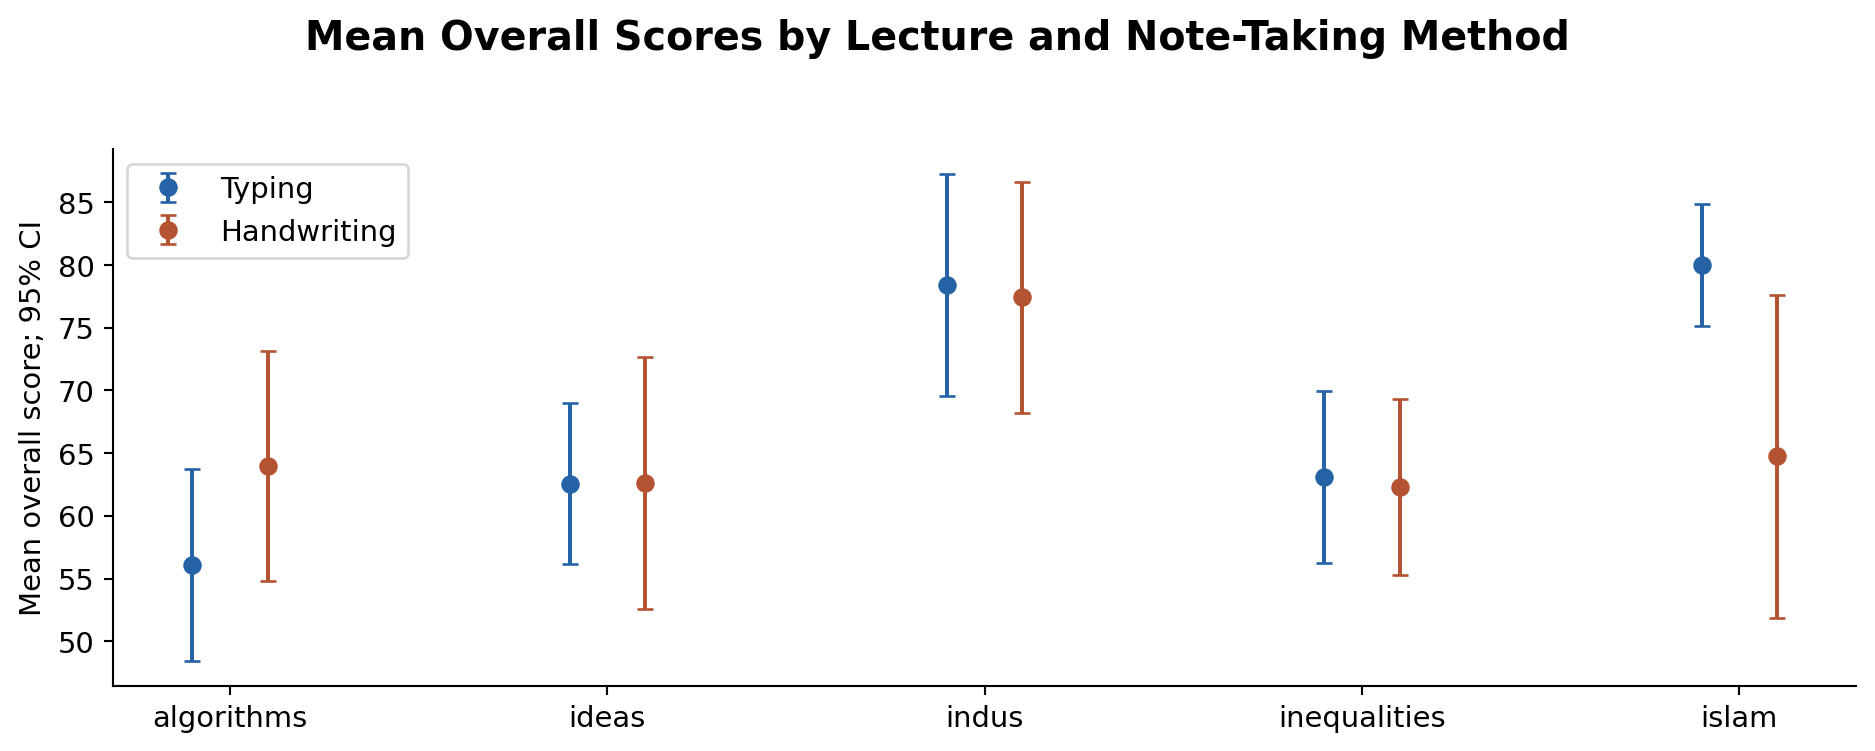 Mean Overall Scores by Lecture and Note-Taking Method
Typing
Handwriting
Mean overall score; 95% CI
85
80
75
70
65
60
55
50
algorithms
ideas
indus
inequalities
islam